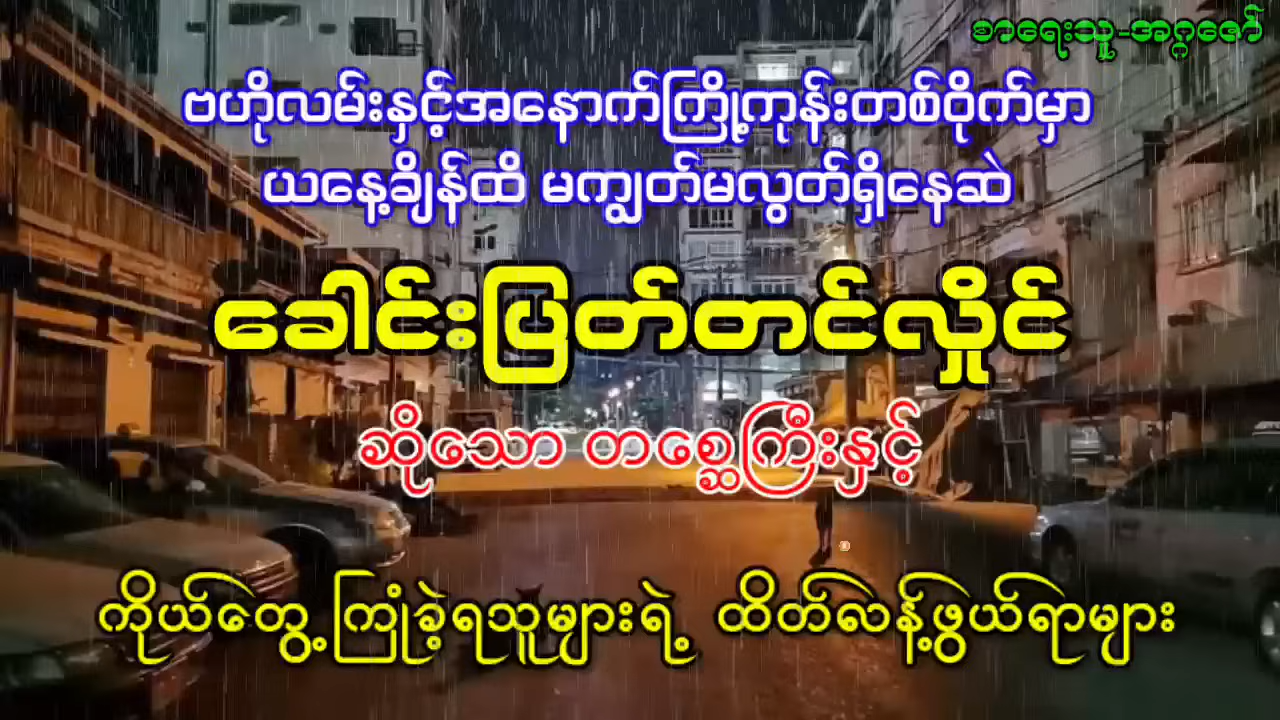 စာရေးသူ-အဂ္ဂဇော်
ဗဟိုလမ်းနှင့်အနောက်ကြို့ကုန်းတစ်ဝိုက်မှာ
ယနေ့ချိန်ထိ မကျွတ်မလွတ်ရှိနေဆဲ
ခေါင်းပြတ်တင်လှိုင်
ဆိုသော တစ္ဆေကြီးနှင့်
ကိုယ်တွေ့ကြုံခဲ့ရသူများရဲ့ ထိတ်လန့်ဖွယ်ရာများ